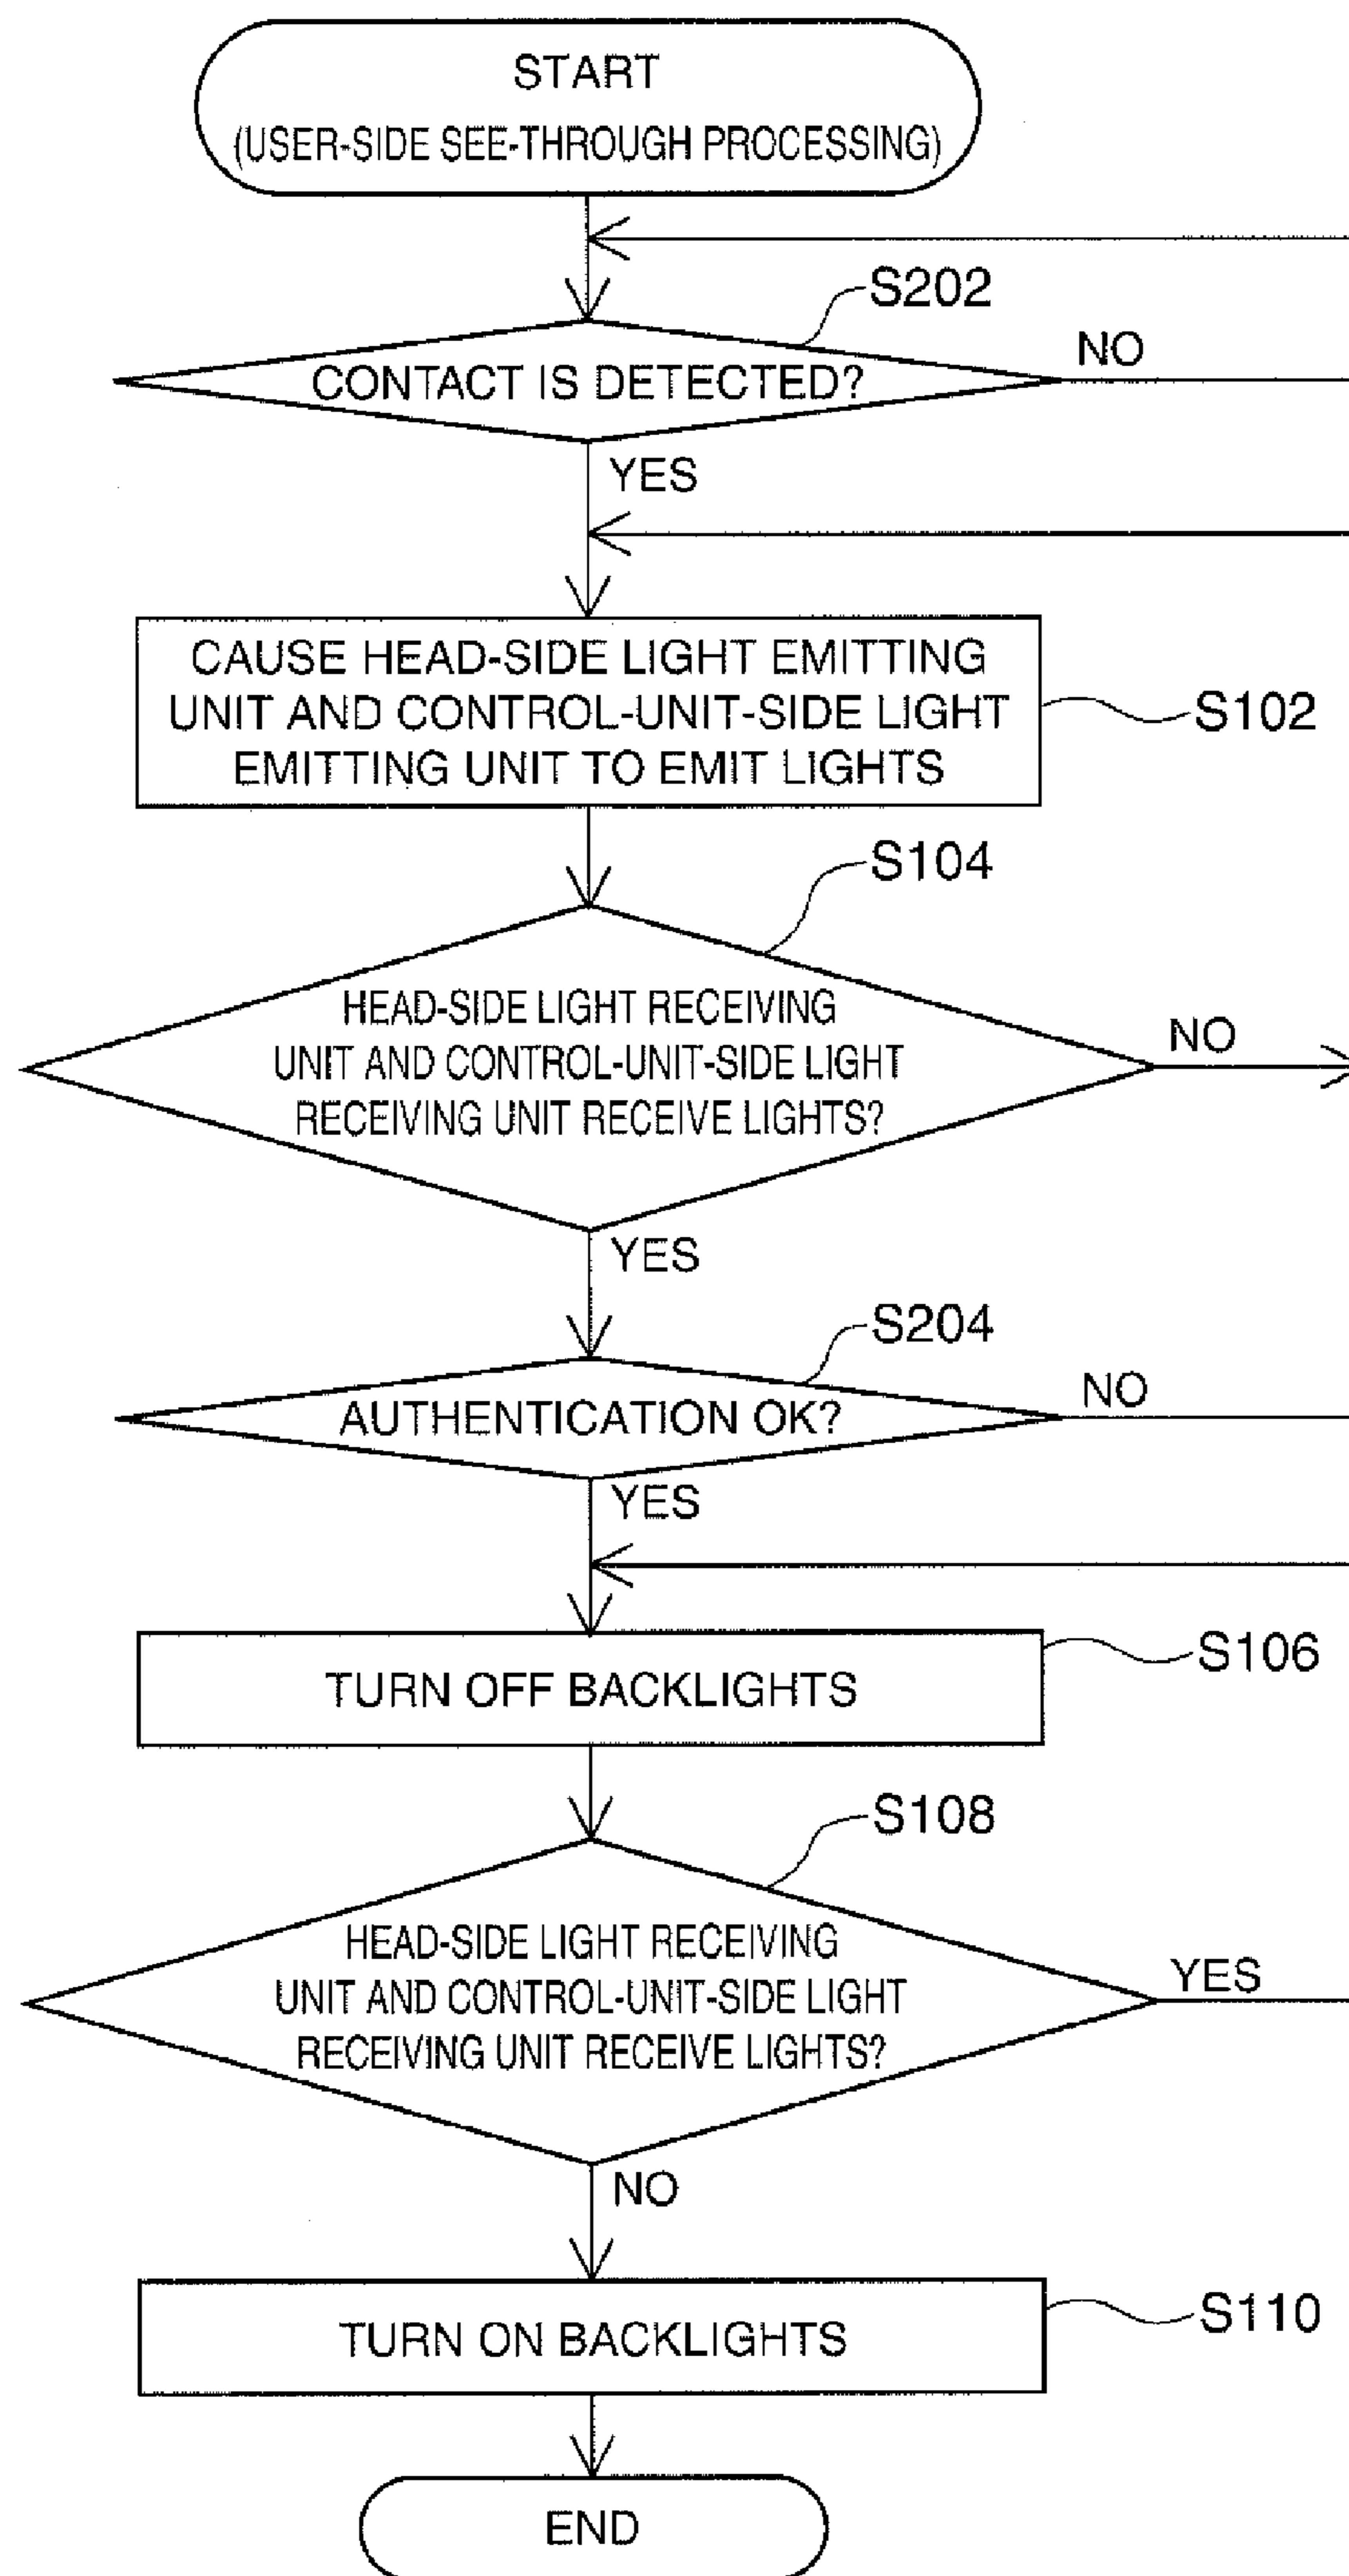 START
(USER-SIDE SEE-THROUGH PROCESSING)
S202
CONTACT IS DETECTED?
NO
YES
CAUSE HEAD-SIDE LIGHT EMITTING
UNIT AND CONTROL-UNIT-SIDE LIGHT
EMITTING UNIT TO EMIT LIGHTS
S102
S104
HEAD-SIDE LIGHT RECEIVING
UNIT AND CONTROL-UNIT-SIDE LIGHT
RECEIVING UNIT RECEIVE LIGHTS?
NO
YES
S204
AUTHENTICATION OK?
NO
YES
TURN OFF BACKLIGHTS
S106
S108
HEAD-SIDE LIGHT RECEIVING
UNIT AND CONTROL-UNIT-SIDE LIGHT
RECEIVING UNIT RECEIVE LIGHTS?
YES
NO
TURN ON BACKLIGHTS
S110
END